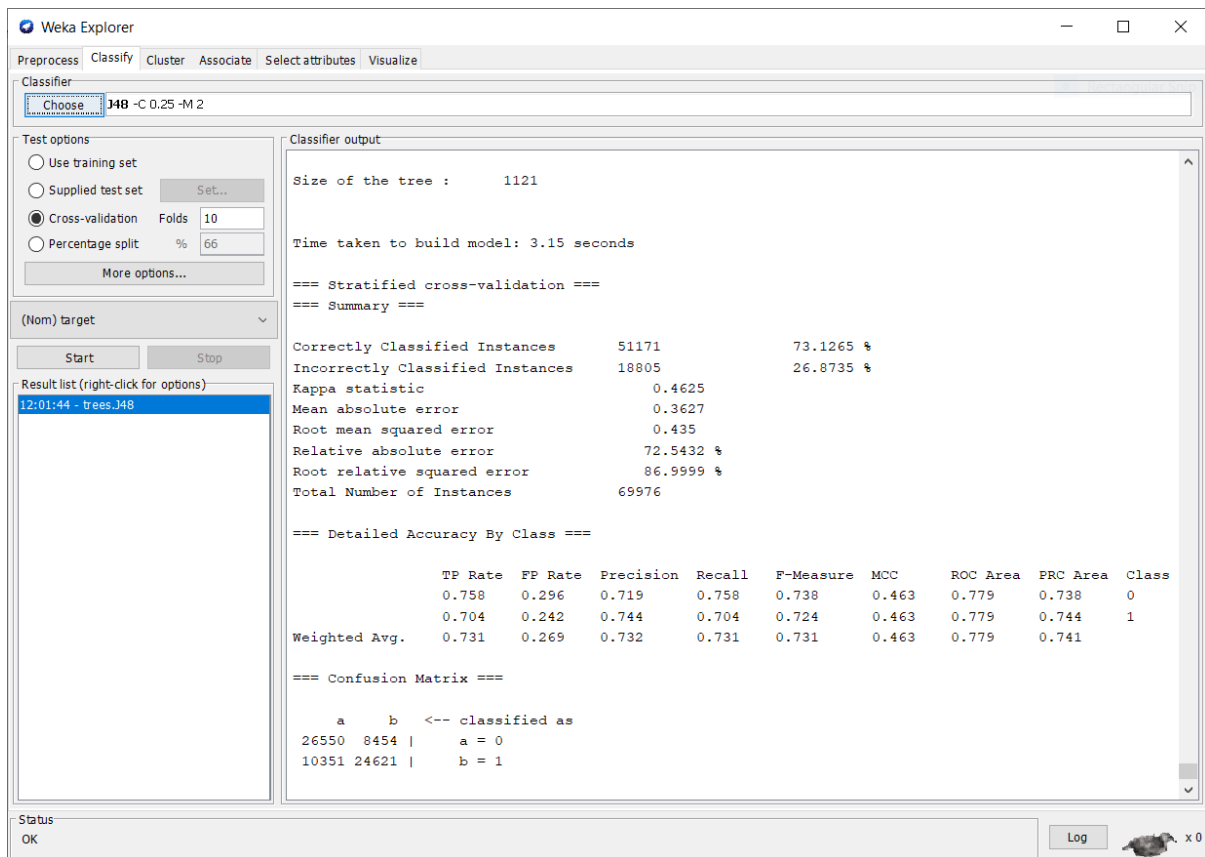 Weka Explorer
Preprocess Classify Cluster Associate Select attributes Visualize
Classifier
Choose J48 -C 0.25 -M 2
Test options
Use training set
Supplied test set Set...
Cross-validation Folds 10
Percentage split % 66
More options...
(Nom) target
Start Stop
Result list (right-click for options)
12:01:44 - trees.J48
Classifier output
Size of the tree : 1121
Time taken to build model: 3.15 seconds
=== Stratified cross-validation ===
=== Summary ===
Correctly Classified Instances 51171 73.1265 %
Incorrectly Classified Instances 18805 26.8735 %
Kappa statistic 0.4625
Mean absolute error 0.3627
Root mean squared error 0.435
Relative absolute error 72.5432 %
Root relative squared error 86.9999 %
Total Number of Instances 69976
=== Detailed Accuracy By Class ===
TP Rate FP Rate Precision Recall F-Measure MCC ROC Area PRC Area Class
0.758 0.296 0.719 0.758 0.738 0.463 0.779 0.738 0
0.704 0.242 0.744 0.704 0.724 0.463 0.779 0.744 1
Weighted Avg. 0.731 0.269 0.732 0.731 0.731 0.463 0.779 0.741
=== Confusion Matrix ===
a b <-- classified as
26550 8454 | a = 0
10351 24621 | b = 1
Status
OK
Log
x 0